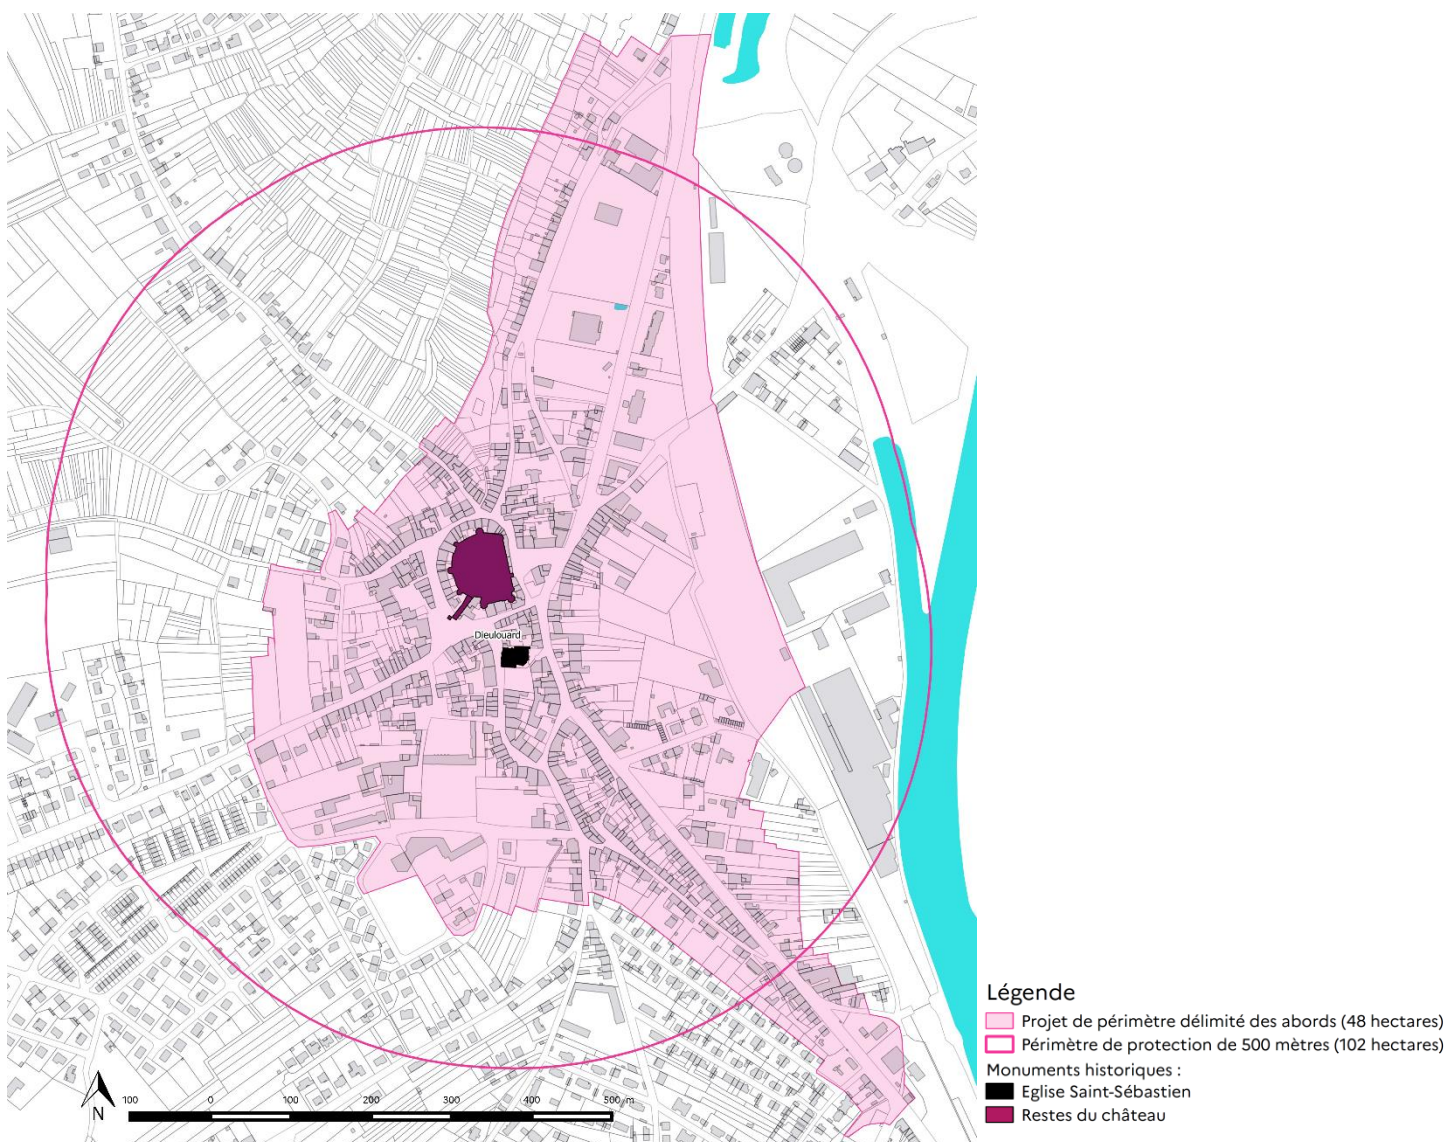 Dieulouard
Légende
Projet de périmètre délimité des abords (48 hectares)
Périmètre de protection de 500 mètres (102 hectares)
Monuments historiques :
Eglise Saint-Sébastien
Restes du château
N
100 0 100 200 300 400 500 m